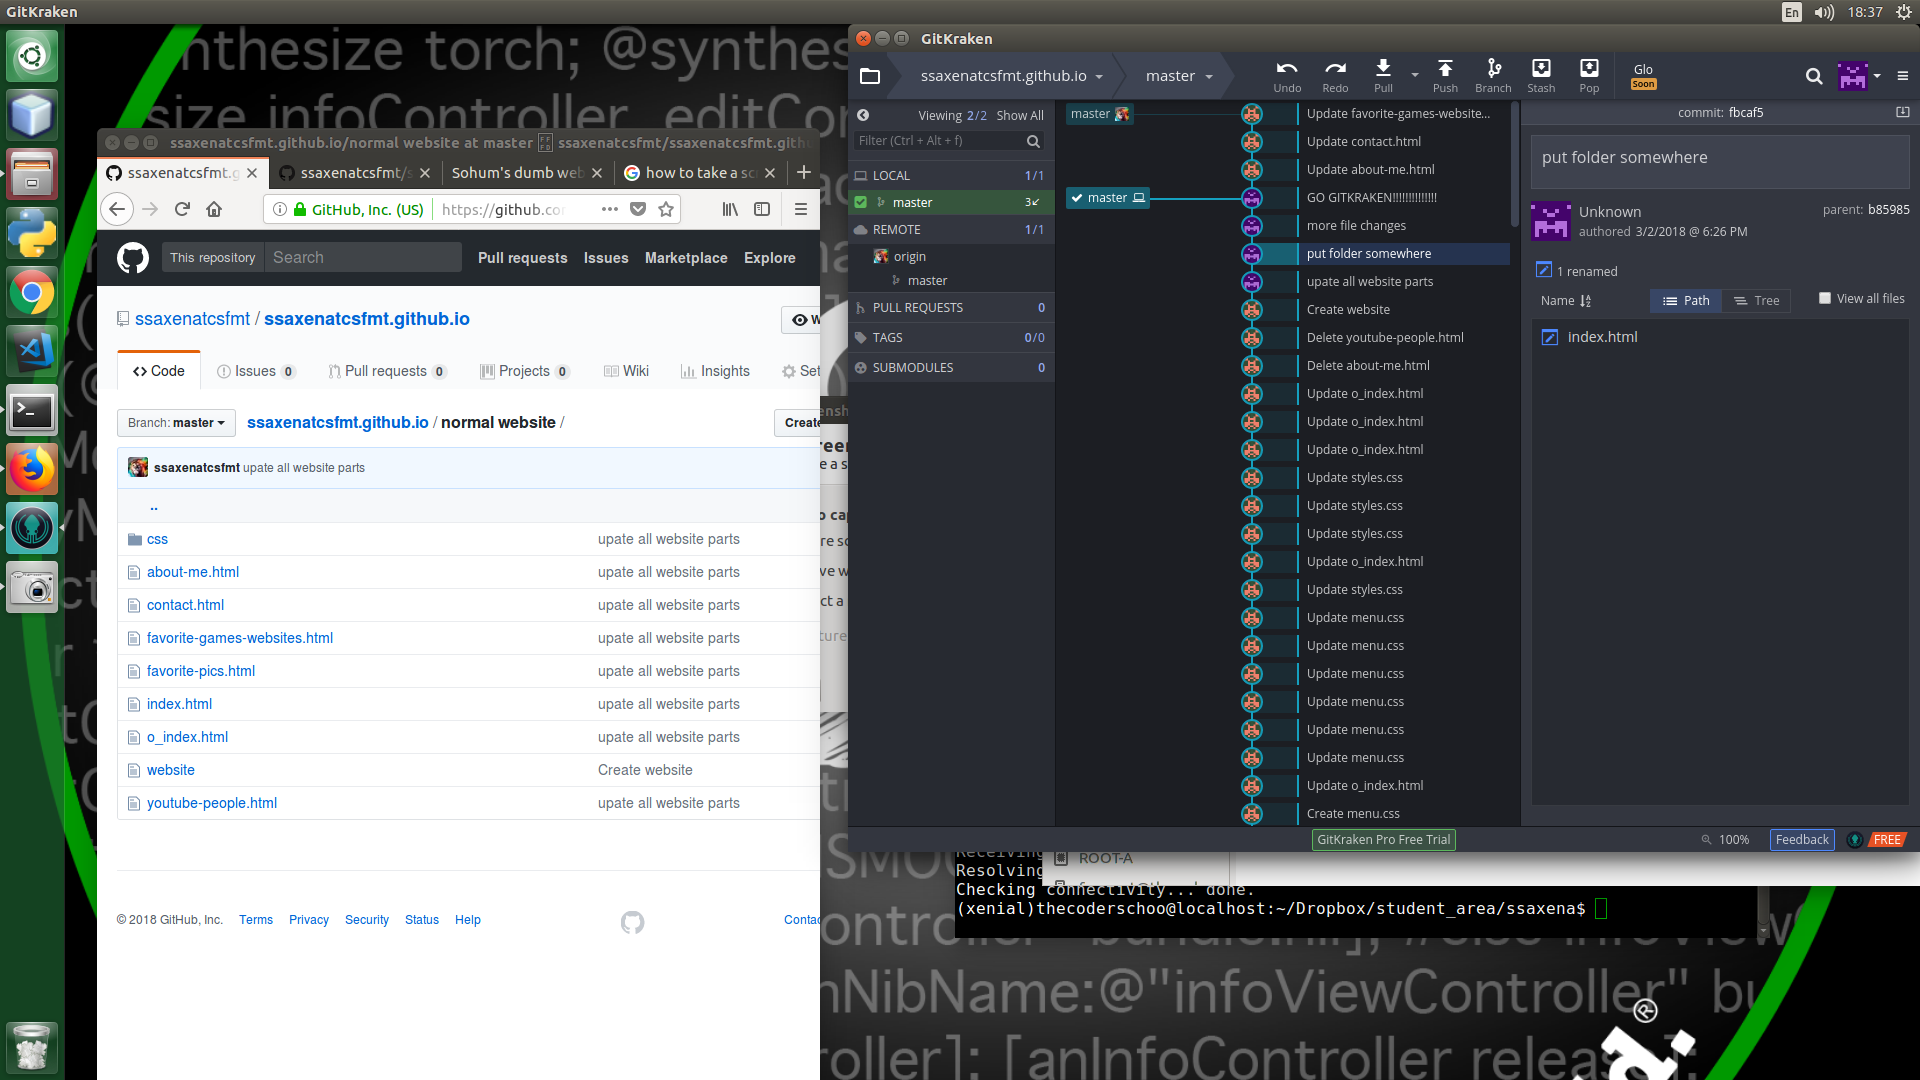 GitKraken
En
18:37
nthesize torch; @synthes
size infoController, editCon
ssaxenatcsfmt.github.io/normal website at master
ssaxenatcsfmt/ssaxenatcsfmt.gith
ssaxenatcsfmt.g
ssaxenatcsfmt/s
Sohum's dumb web
how to take a scr
GitHub, Inc. (US)
https://github.co
This repository
Search
Pull requests
Issues
Marketplace
Explore
ssaxenatcsfmt / ssaxenatcsfmt.github.io
W
Code
Issues 0
Pull requests 0
Projects 0
Wiki
Insights
Set
Branch: master
ssaxenatcsfmt.github.io / normal website /
Create
ssaxenatcsfmt upate all website parts
..
css upate all website parts
about-me.html upate all website parts
contact.html upate all website parts
favorite-games-websites.html upate all website parts
favorite-pics.html upate all website parts
index.html upate all website parts
o_index.html upate all website parts
website Create website
youtube-people.html upate all website parts
© 2018 GitHub, Inc. Terms Privacy Security Status Help
Contac
GitKraken
ssaxenatcsfmt.github.io
master
Undo
Redo
Pull
Push
Branch
Stash
Pop
Glo
Soon
Viewing 2/2 Show All
Filter (Ctrl + Alt + f)
LOCAL 1/1
master 3
REMOTE 1/1
origin
master
PULL REQUESTS 0
TAGS 0/0
SUBMODULES 0
master Update favorite-games-website...
Update contact.html
Update about-me.html
master GO GITKRAKEN!!!!!!!!!!!!!!
more file changes
put folder somewhere
upate all website parts
Create website
Delete youtube-people.html
Delete about-me.html
Update o_index.html
Update o_index.html
Update o_index.html
Update styles.css
Update styles.css
Update styles.css
Update o_index.html
Update styles.css
Update menu.css
Update menu.css
Update menu.css
Update menu.css
Update menu.css
Update menu.css
Update o_index.html
Create menu.css
commit: fbcaf5
put folder somewhere
Unknown
authored 3/2/2018 @ 6:26 PM
parent: b85985
1 renamed
Name
Path
Tree
View all files
index.html
GitKraken Pro Free Trial
100%
Feedback
FREE
Receiving
ROOT-A
Resolving
Checking connectivity... done.
(xenial)thecoderschoo@localhost:~/Dropbox/student_area/ssaxena$
nNibName:@"infoViewController" bu
roller]; [anInfoController release];